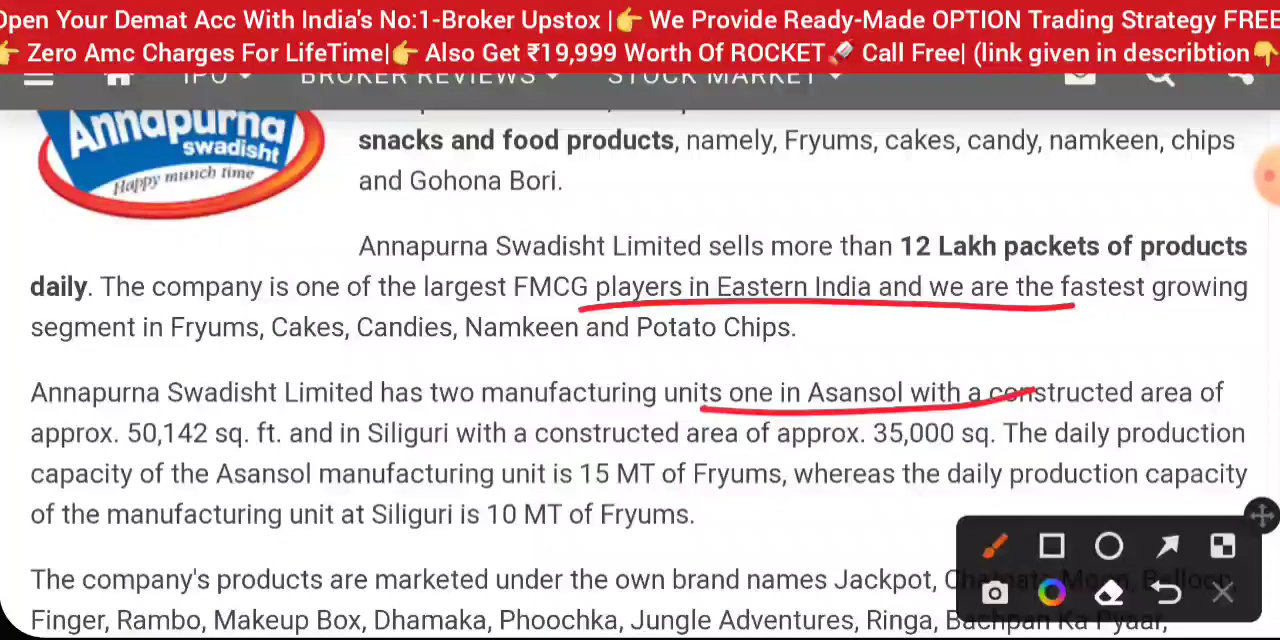 Open Your Demat Acc With India's No:1-Broker Upstox |👉 We Provide Ready-Made OPTION Trading Strategy FREE
👉 Zero Amc Charges For LifeTime|👉 Also Get ₹19,999 Worth Of ROCKET🚀 Call Free| (link given in describtion👇
IPO BROKER REVIEWS STOCK MARKET
Annapurna
swadisht
Happy munch time
snacks and food products, namely, Fryums, cakes, candy, namkeen, chips
and Gohona Bori.
Annapurna Swadisht Limited sells more than 12 Lakh packets of products
daily. The company is one of the largest FMCG players in Eastern India and we are the fastest growing
segment in Fryums, Cakes, Candies, Namkeen and Potato Chips.
Annapurna Swadisht Limited has two manufacturing units one in Asansol with a constructed area of
approx. 50,142 sq. ft. and in Siliguri with a constructed area of approx. 35,000 sq. The daily production
capacity of the Asansol manufacturing unit is 15 MT of Fryums, whereas the daily production capacity
of the manufacturing unit at Siliguri is 10 MT of Fryums.
The company's products are marketed under the own brand names Jackpot, Chatpata Moon, Balloon,
Finger, Rambo, Makeup Box, Dhamaka, Phoochka, Jungle Adventures, Ringa, Bachpan Ka Pyaar,